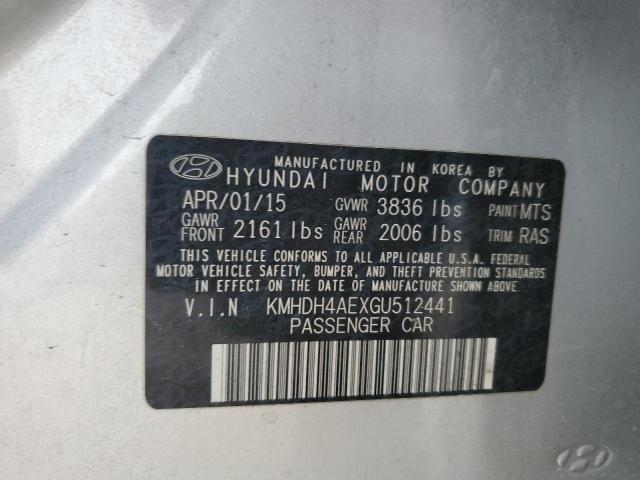 MANUFACTURED IN KOREA BY
HYUNDAI MOTOR COMPANY
APR/01/15 GVWR 3836 lbs PAINT MTS
GAWR FRONT 2161 lbs GAWR REAR 2006 lbs TRIM RAS
THIS VEHICLE CONFORMS TO ALL APPLICABLE U.S.A. FEDERAL
MOTOR VEHICLE SAFETY, BUMPER, AND THEFT PREVENTION STANDARDS
IN EFFECT ON THE DATE OF MANUFACTURE SHOWN ABOVE.
V.I.N KMHDH4AEXGU512441
PASSENGER CAR